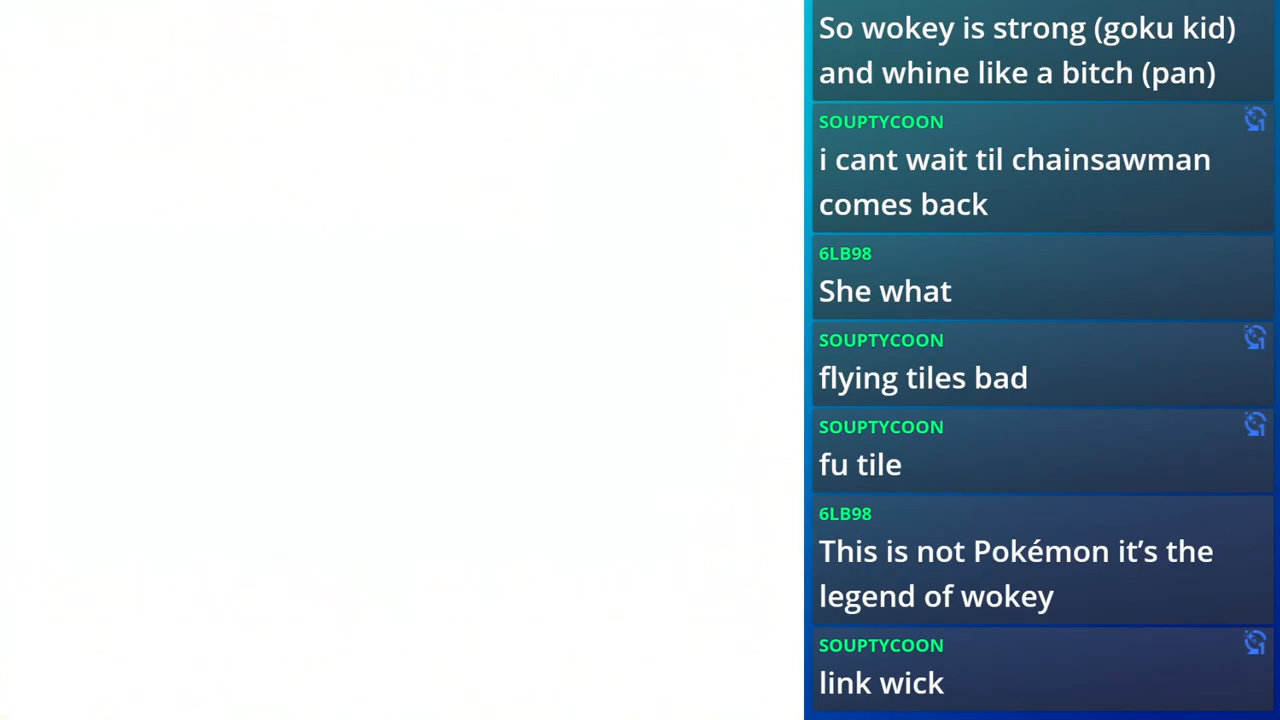 So wokey is strong (goku kid)
and whine like a bitch (pan)
SOUPTYCOON
i cant wait til chainsawman
comes back
6LB98
She what
SOUPTYCOON
flying tiles bad
SOUPTYCOON
fu tile
6LB98
This is not Pokémon it’s the
legend of wokey
SOUPTYCOON
link wick